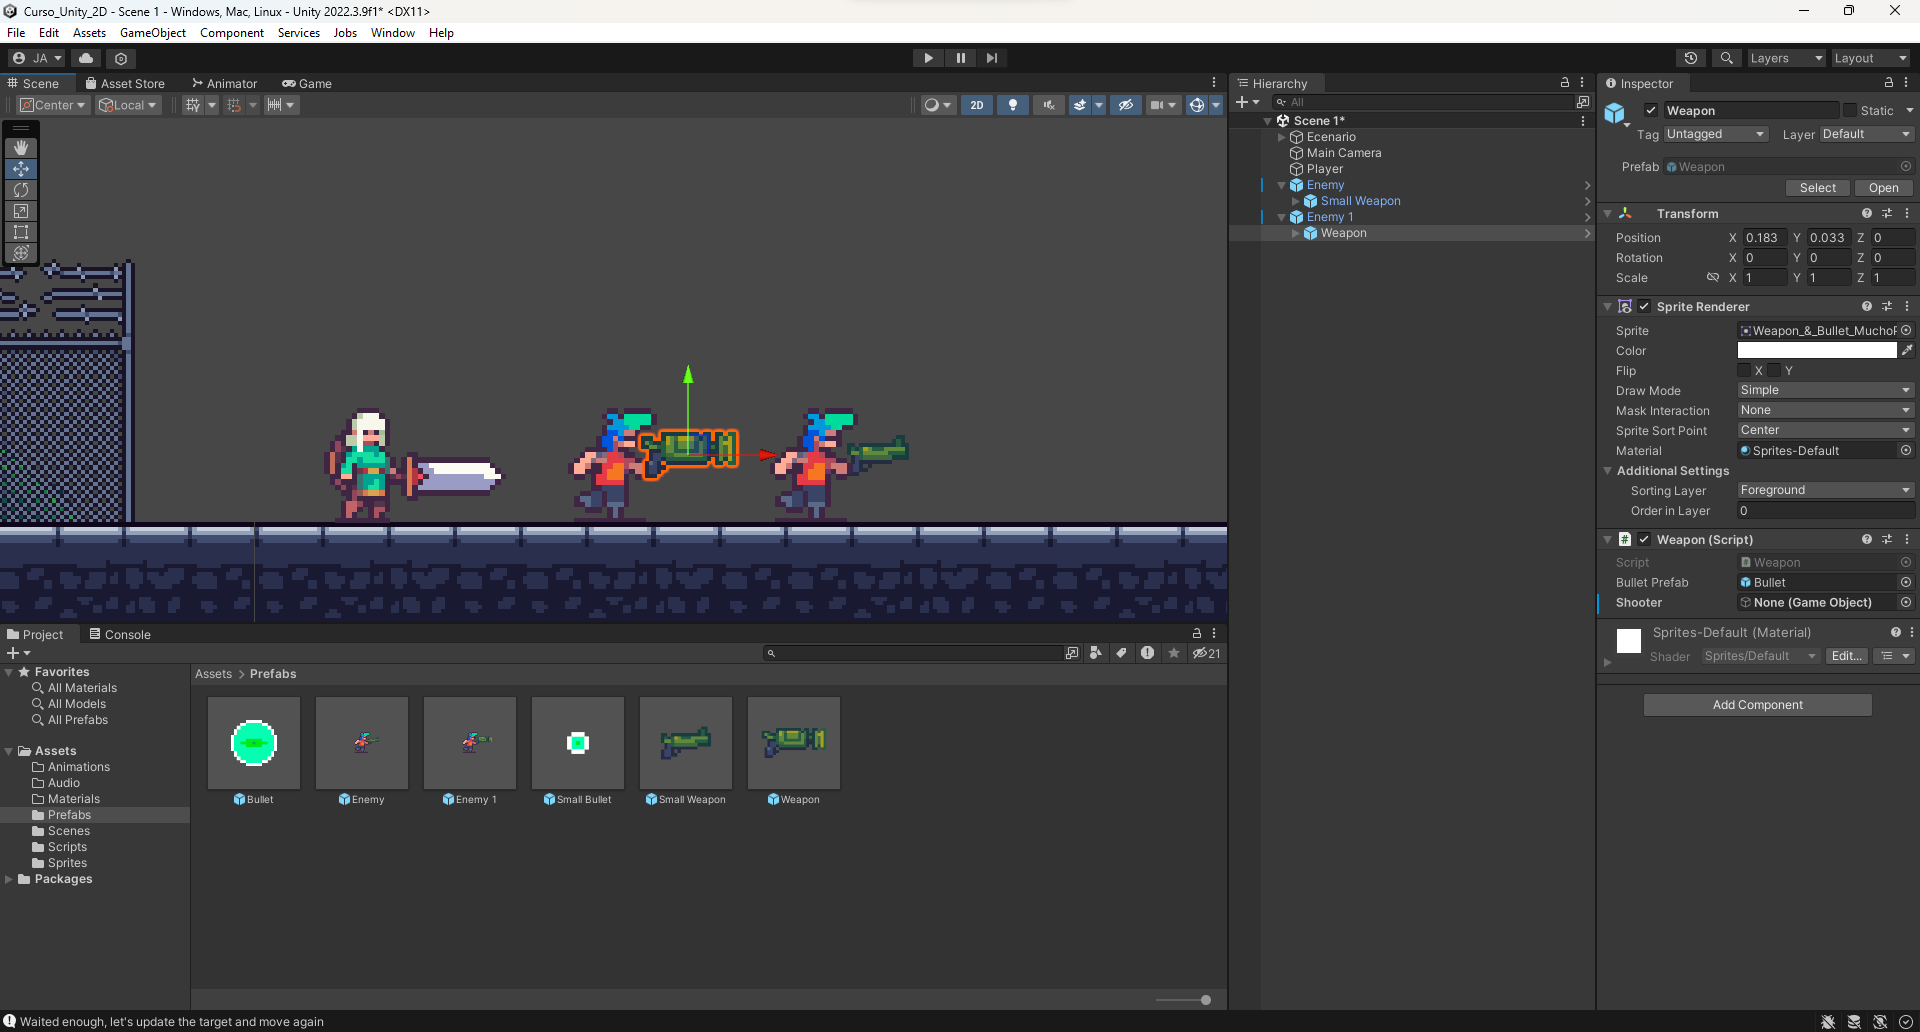 Curso_Unity_2D - Scene 1 - Windows, Mac, Linux - Unity 2022.3.9f1* <DX11>
File Edit Assets GameObject Component Services Jobs Window Help
JA Layers Layout
Scene Asset Store Animator Game
Center Local 2D
Hierarchy
All
Scene 1*
Ecenario
Main Camera
Player
Enemy
Small Weapon
Enemy 1
Weapon
Inspector
Weapon Static
Tag Untagged Layer Default
Prefab Weapon
Select Open
Transform
Position X 0.183 Y 0.033 Z 0
Rotation X 0 Y 0 Z 0
Scale X 1 Y 1 Z 1
Sprite Renderer
Sprite Weapon_&_Bullet_Mucho
Color
Flip X Y
Draw Mode Simple
Mask Interaction None
Sprite Sort Point Center
Material Sprites-Default
Additional Settings
Sorting Layer Foreground
Order in Layer 0
# Weapon (Script)
Script Weapon
Bullet Prefab Bullet
Shooter None (Game Object)
Sprites-Default (Material)
Shader Sprites/Default Edit...
Add Component
Project Console
21
Favorites
All Materials
All Models
All Prefabs
Assets
Animations
Audio
Materials
Prefabs
Scenes
Scripts
Sprites
Packages
Assets > Prefabs
Bullet Enemy Enemy 1 Small Bullet Small Weapon Weapon
Waited enough, let's update the target and move again